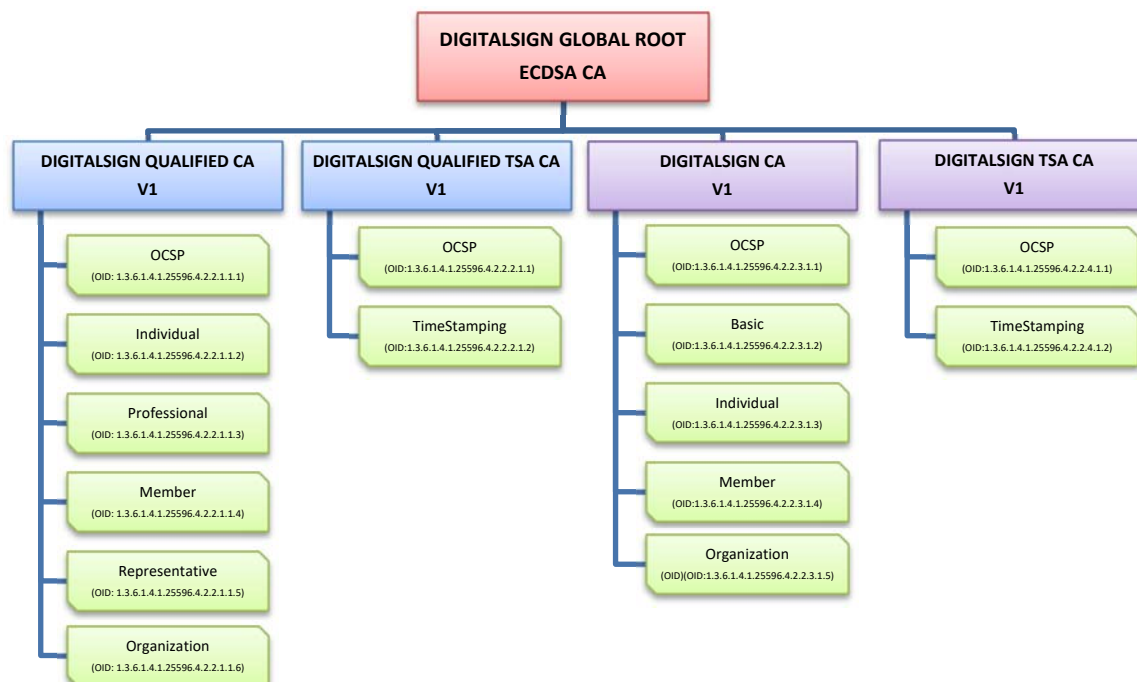 DIGITALSIGN GLOBAL ROOT
ECDSA CA
DIGITALSIGN QUALIFIED CA
V1
OCSP
(OID: 1.3.6.1.4.1.25596.4.2.2.1.1.1)
Individual
(OID: 1.3.6.1.4.1.25596.4.2.2.1.1.2)
Professional
(OID: 1.3.6.1.4.1.25596.4.2.2.1.1.3)
Member
(OID: 1.3.6.1.4.1.25596.4.2.2.1.1.4)
Representative
(OID: 1.3.6.1.4.1.25596.4.2.2.1.1.5)
Organization
(OID: 1.3.6.1.4.1.25596.4.2.2.1.1.6)
DIGITALSIGN QUALIFIED TSA CA
V1
OCSP
(OID:1.3.6.1.4.1.25596.4.2.2.2.1.1)
TimeStamping
(OID:1.3.6.1.4.1.25596.4.2.2.2.1.2)
DIGITALSIGN CA
V1
OCSP
(OID:1.3.6.1.4.1.25596.4.2.2.3.1.1)
Basic
(OID:1.3.6.1.4.1.25596.4.2.2.3.1.2)
Individual
(OID:1.3.6.1.4.1.25596.4.2.2.3.1.3)
Member
(OID:1.3.6.1.4.1.25596.4.2.2.3.1.4)
Organization
(OID)(OID:1.3.6.1.4.1.25596.4.2.2.3.1.5)
DIGITALSIGN TSA CA
V1
OCSP
(OID:1.3.6.1.4.1.25596.4.2.2.4.1.1)
TimeStamping
(OID:1.3.6.1.4.1.25596.4.2.2.4.1.2)